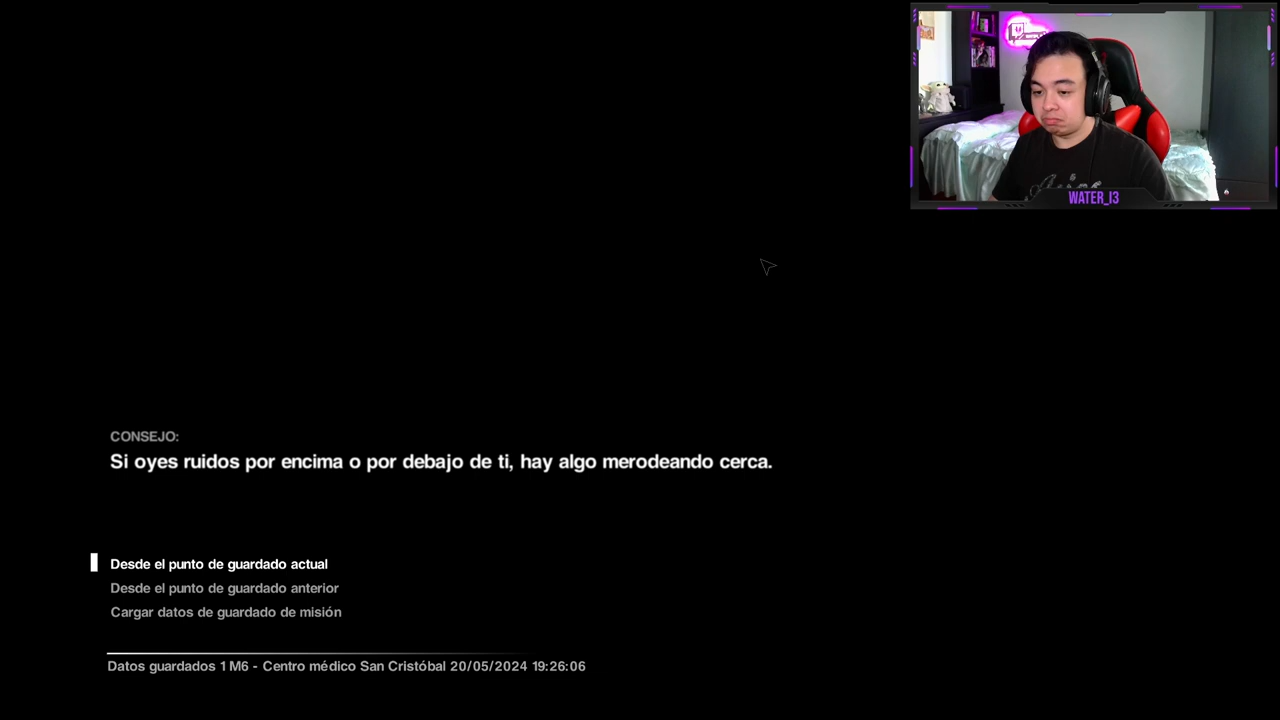 WATER_I3
CONSEJO:
Si oyes ruidos por encima o por debajo de ti, hay algo merodeando cerca.
Desde el punto de guardado actual
Desde el punto de guardado anterior
Cargar datos de guardado de misión
Datos guardados 1 M6 - Centro médico San Cristóbal 20/05/2024 19:26:06